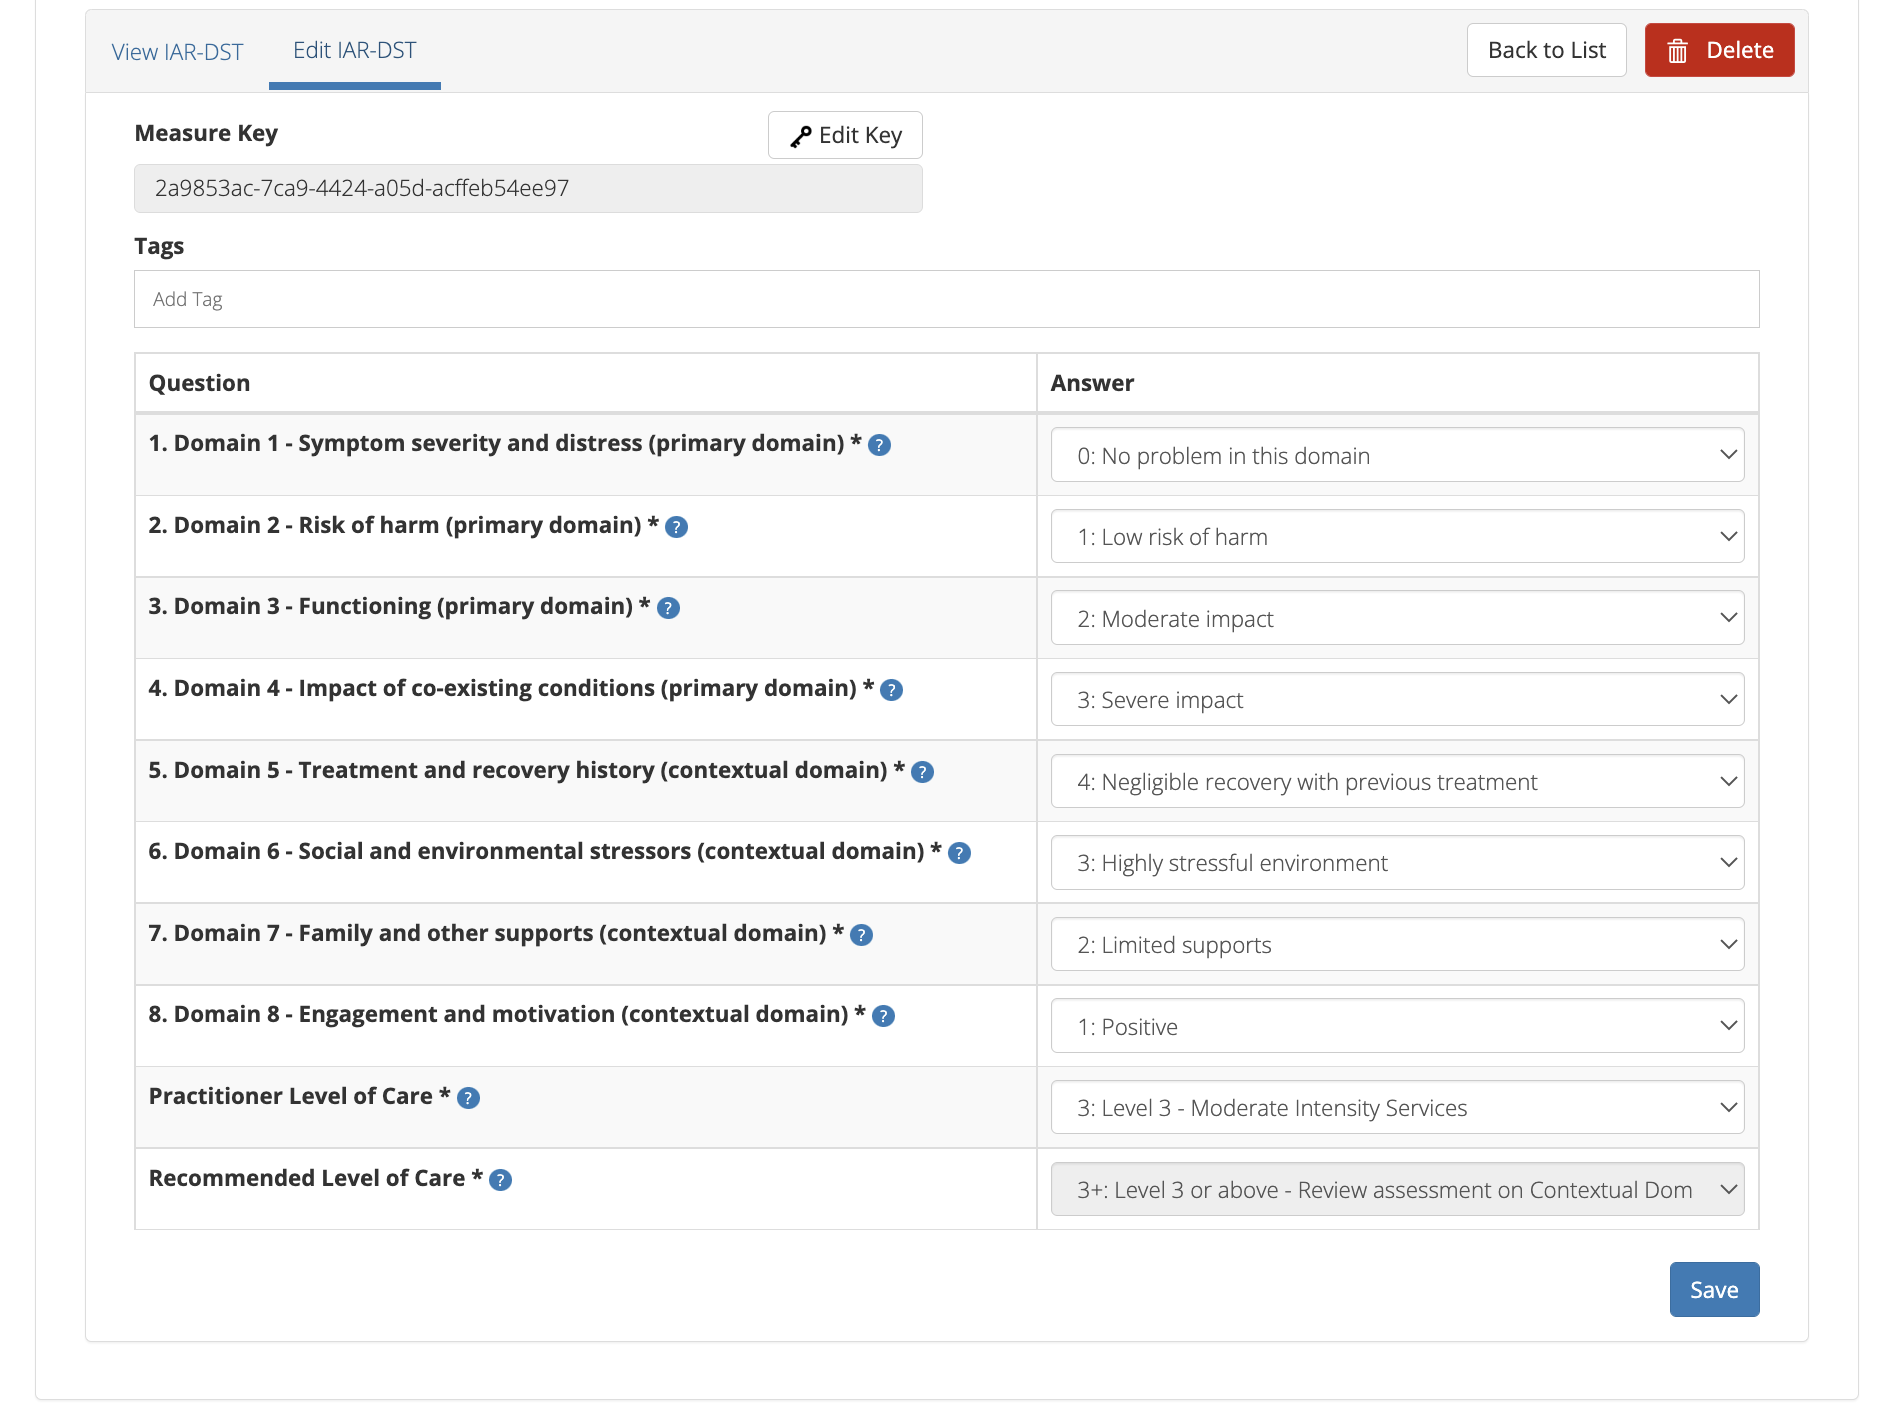 View IAR-DST
Edit IAR-DST
Back to List
Delete
Measure Key
Edit Key
2a9853ac-7ca9-4424-a05d-acffeb54ee97
Tags
Add Tag
Question
Answer
1. Domain 1 - Symptom severity and distress (primary domain) * ?
0: No problem in this domain
2. Domain 2 - Risk of harm (primary domain) * ?
1: Low risk of harm
3. Domain 3 - Functioning (primary domain) * ?
2: Moderate impact
4. Domain 4 - Impact of co-existing conditions (primary domain) * ?
3: Severe impact
5. Domain 5 - Treatment and recovery history (contextual domain) * ?
4: Negligible recovery with previous treatment
6. Domain 6 - Social and environmental stressors (contextual domain) * ?
3: Highly stressful environment
7. Domain 7 - Family and other supports (contextual domain) * ?
2: Limited supports
8. Domain 8 - Engagement and motivation (contextual domain) * ?
1: Positive
Practitioner Level of Care * ?
3: Level 3 - Moderate Intensity Services
Recommended Level of Care * ?
3+: Level 3 or above - Review assessment on Contextual Dom
Save